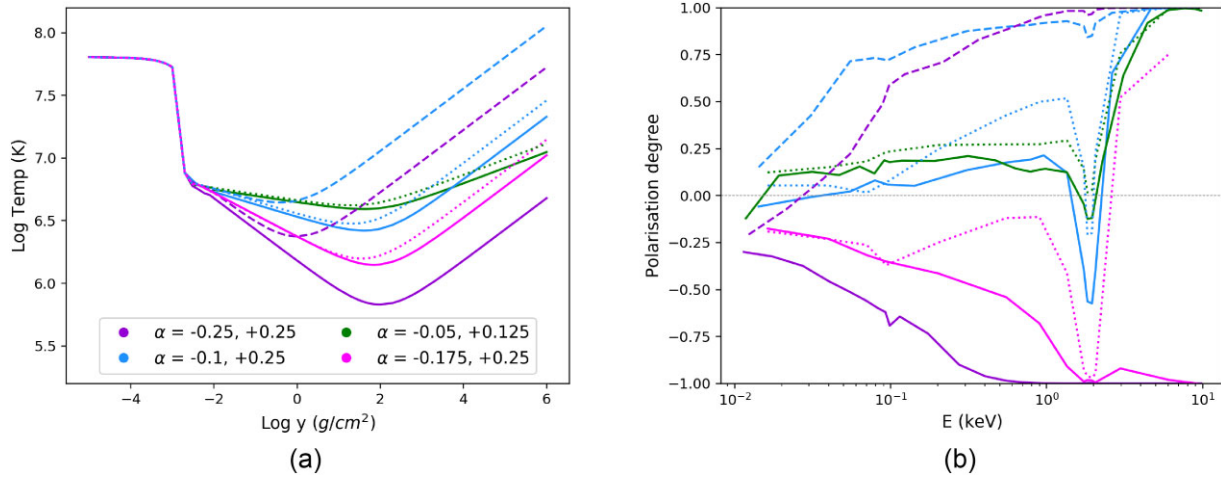 8.0
7.5
7.0
6.5
6.0
5.5
Log Temp (K)
α = -0.25, +0.25
α = -0.1, +0.25
α = -0.05, +0.125
α = -0.175, +0.25
−4 −2 0 2 4 6
Log y (g/cm²)
(a)
1.00
0.75
0.50
0.25
0.00
−0.25
−0.50
−0.75
−1.00
Polarisation degree
10⁻² 10⁻¹ 10⁰ 10¹
E (keV)
(b)